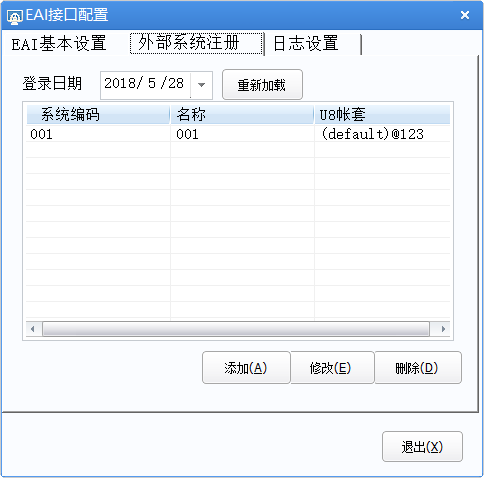 EAI接口配置
EAI基本设置 外部系统注册 日志设置
登录日期 2018/ 5 /28 重新加载
系统编码 名称 U8帐套
001 001 (default)@123
添加(A) 修改(E) 删除(D)
退出(X)